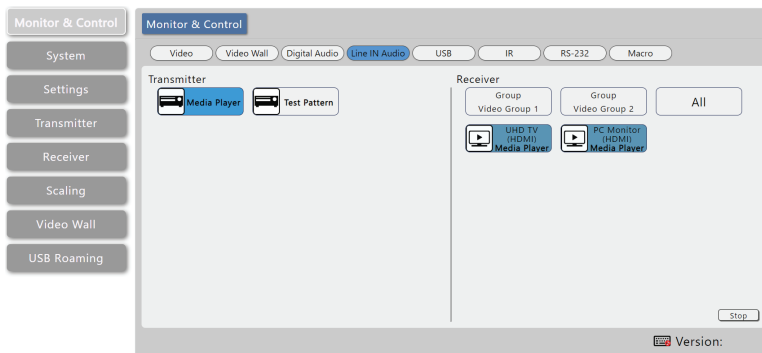 Monitor & Control
System
Settings
Transmitter
Receiver
Scaling
Video Wall
USB Roaming
Monitor & Control
Video
Video Wall
Digital Audio
Line IN Audio
USB
IR
RS-232
Macro
Transmitter
Media Player
Test Pattern
Receiver
Group
Video Group 1
Group
Video Group 2
All
UHD TV
(HDMI)
Media Player
PC Monitor
(HDMI)
Media Player
Stop
Version: